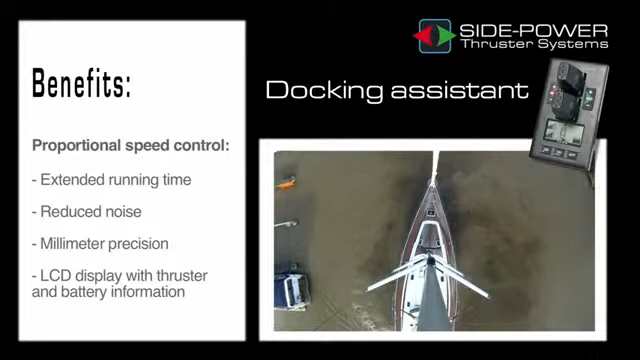 SIDE-POWER
Thruster Systems
Benefits:
Docking assistant
Proportional speed control:
- Extended running time
- Reduced noise
- Millimeter precision
- LCD display with thruster
and battery information